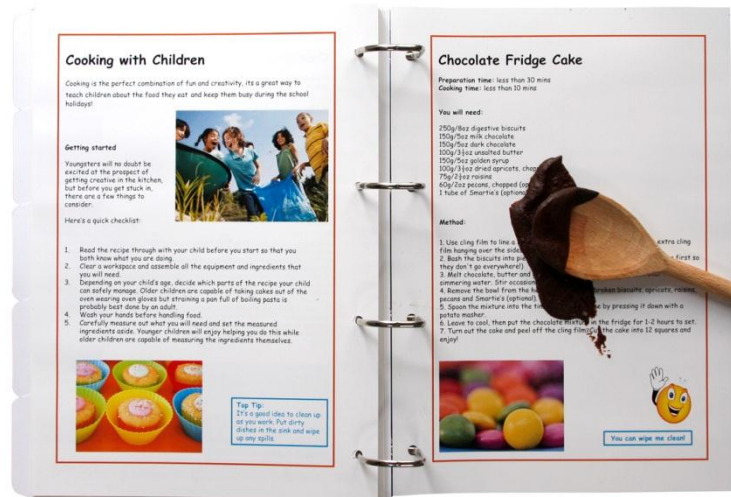 Cooking with Children
Cooking is the perfect combination of fun and creativity, its a great way to
teach children about the food they eat and keep them busy during the school
holidays!
Getting started
Youngsters will no doubt be
excited at the prospect of
getting creative in the kitchen,
but before you get stuck in,
there are a few things to
consider.
Here's a quick checklist:
1. Read the recipe through with your child before you start so that you
both know what you are doing.
2. Clear a workspace and assemble all the equipment and ingredients that
you will need.
3. Depending on your child's age, decide which parts of the recipe your child
can safely manage. Older children are capable of taking cakes out of the
oven wearing oven gloves but straining a pan full of boiling pasta is
probably best done by an adult.
4. Wash your hands before handling food.
5. Carefully measure out what you will need and set the measured
ingredients aside. Younger children will enjoy helping you do this while
older children are capable of measuring the ingredients themselves.
Top Tip:
It's a good idea to clean up
as you work. Put dirty
dishes in the sink and wipe
up any spills.
Chocolate Fridge Cake
Preparation time: less than 30 mins
Cooking time: less than 10 mins
You will need:
250g/8oz digestive biscuits
150g/5oz milk chocolate
150g/5oz dark chocolate
100g/3½oz unsalted butter
150g/5oz golden syrup
100g/3½oz dried apricots,
75g/2½oz raisins
60g/2oz pecans, chopped
1 tube of Smartie's
Method:
1. Use cling film to line a extra cling
film hanging over the
2. Bash the biscuits into first so
they don't go everywhere!)
3. Melt chocolate, butter and
simmering water. Stir
4. Remove the bowl from the broken biscuits, apricots, raisins,
pecans and Smartie's (optional)
5. Spoon the mixture into the by pressing it down with a
potato masher.
6. Leave to cool, then put the chocolate mixture in the fridge for 1-2 hours to set.
7. Turn out the cake and peel off the cling film. Cut the cake into 12 squares and
enjoy!
You can wipe me clean!